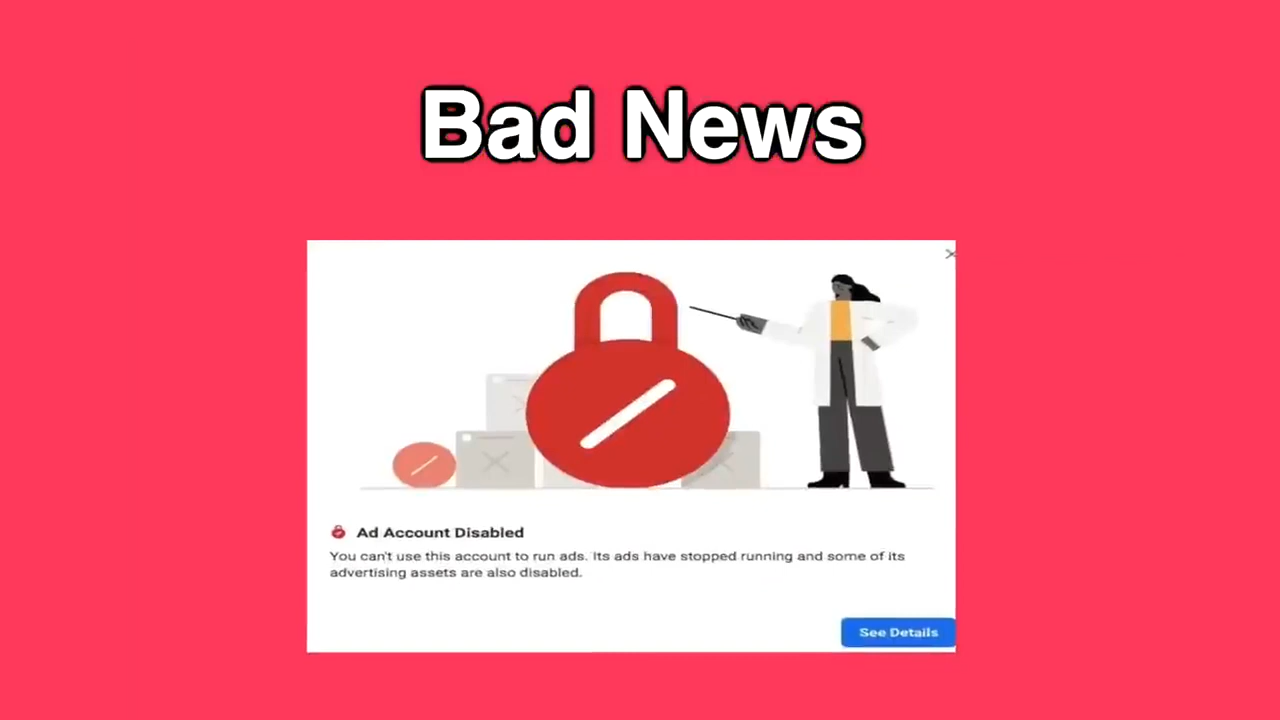 Bad News
Ad Account Disabled
You can't use this account to run ads. Its ads have stopped running and some of its
advertising assets are also disabled.
See Details